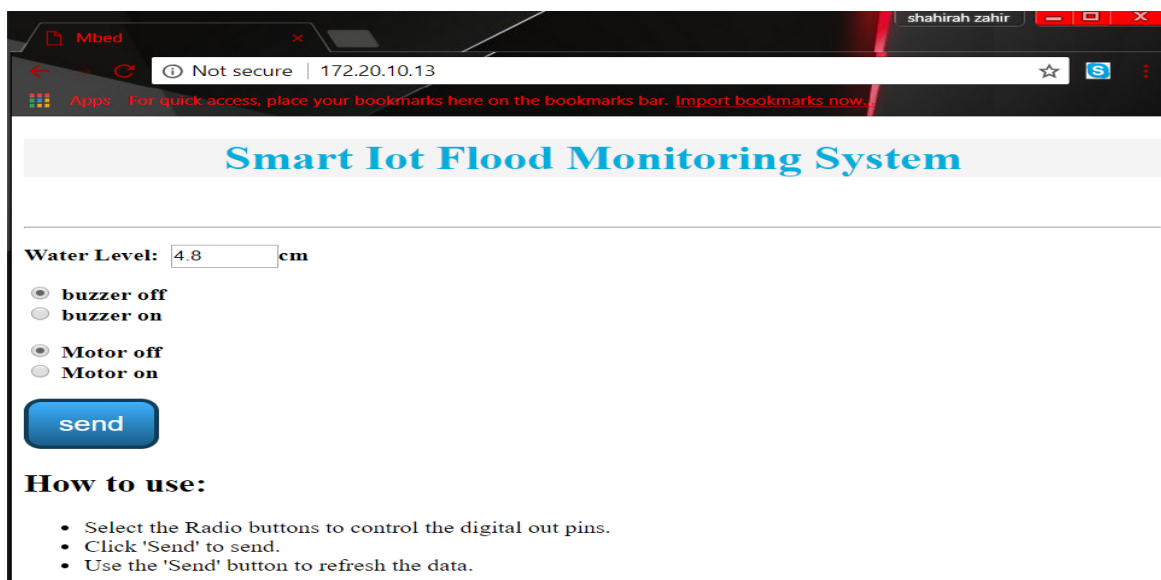 shahirah zahir
Mbed
Not secure | 172.20.10.13
Apps For quick access, place your bookmarks here on the bookmarks bar. Import bookmarks now...
Smart Iot Flood Monitoring System
Water Level: 4.8 cm
buzzer off
buzzer on
Motor off
Motor on
send
How to use:
• Select the Radio buttons to control the digital out pins.
• Click 'Send' to send.
• Use the 'Send' button to refresh the data.